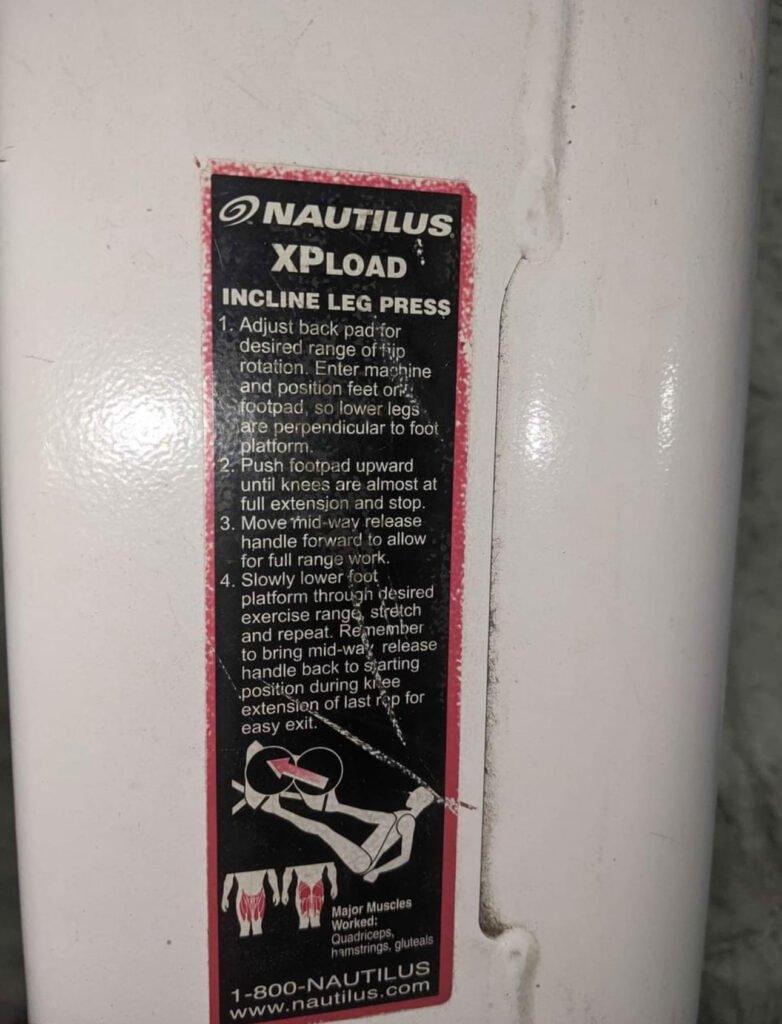 NAUTILUS
XPLOAD
INCLINE LEG PRESS
1. Adjust back pad for
desired range of hip
rotation. Enter machine
and position feet on
footpad, so lower legs
are perpendicular to foot
platform.
2. Push footpad upward
until knees are almost at
full extension and stop.
3. Move mid-way release
handle forward to allow
for full range work.
4. Slowly lower foot
platform through desired
exercise range, stretch
and repeat. Remember
to bring mid-way release
handle back to starting
position during knee
extension of last rep for
easy exit.
Major Muscles
Worked:
Quadriceps,
hamstrings, gluteals
1-800-NAUTILUS
www.nautilus.com